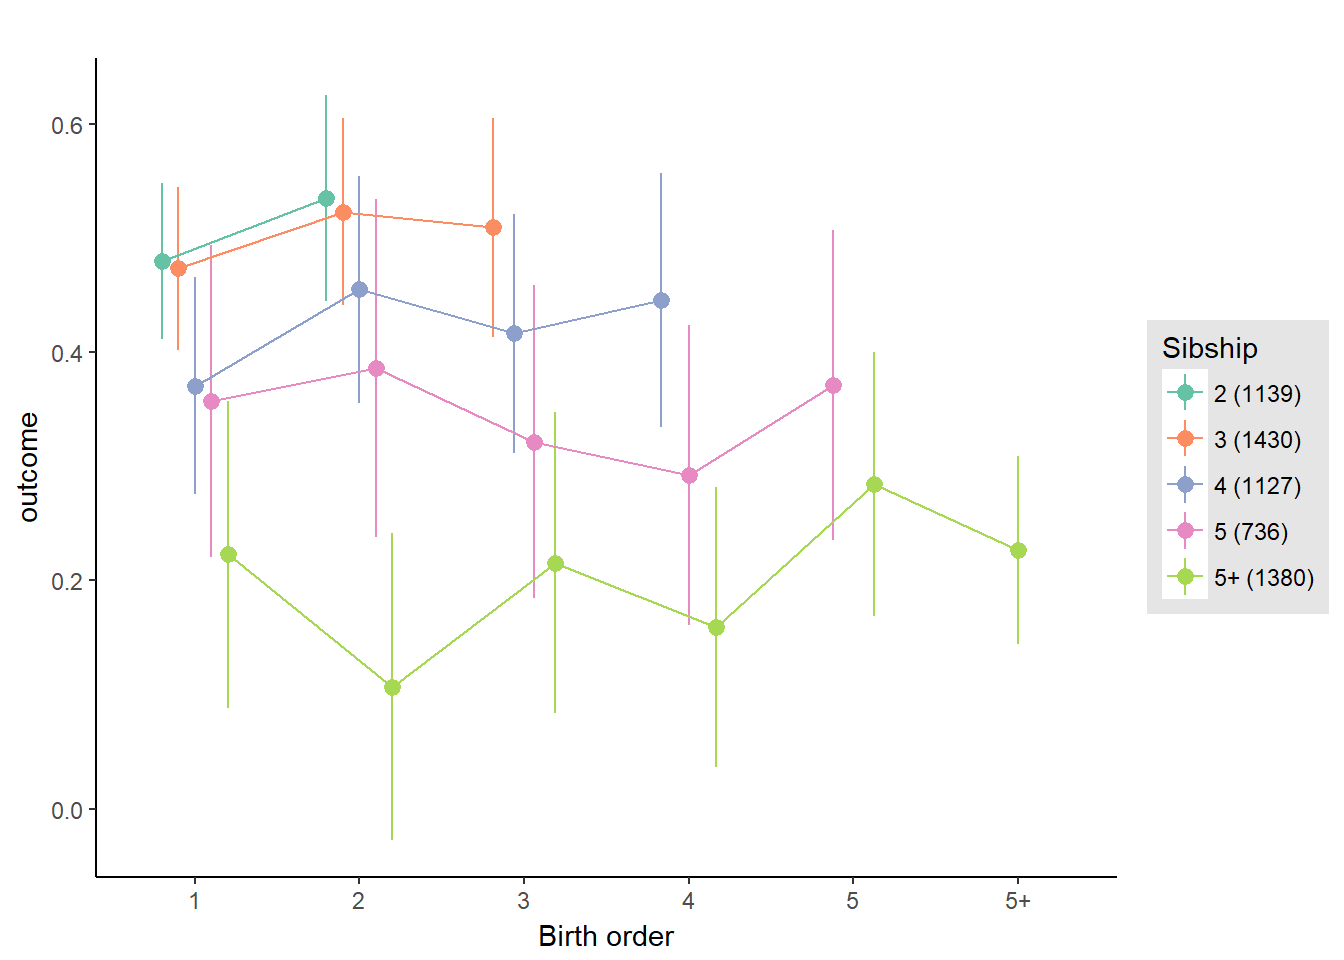 0.6
0.4
0.2
0.0
outcome
1 2 3 4 5 5+
Birth order
Sibship
2 (1139)
3 (1430)
4 (1127)
5 (736)
5+ (1380)